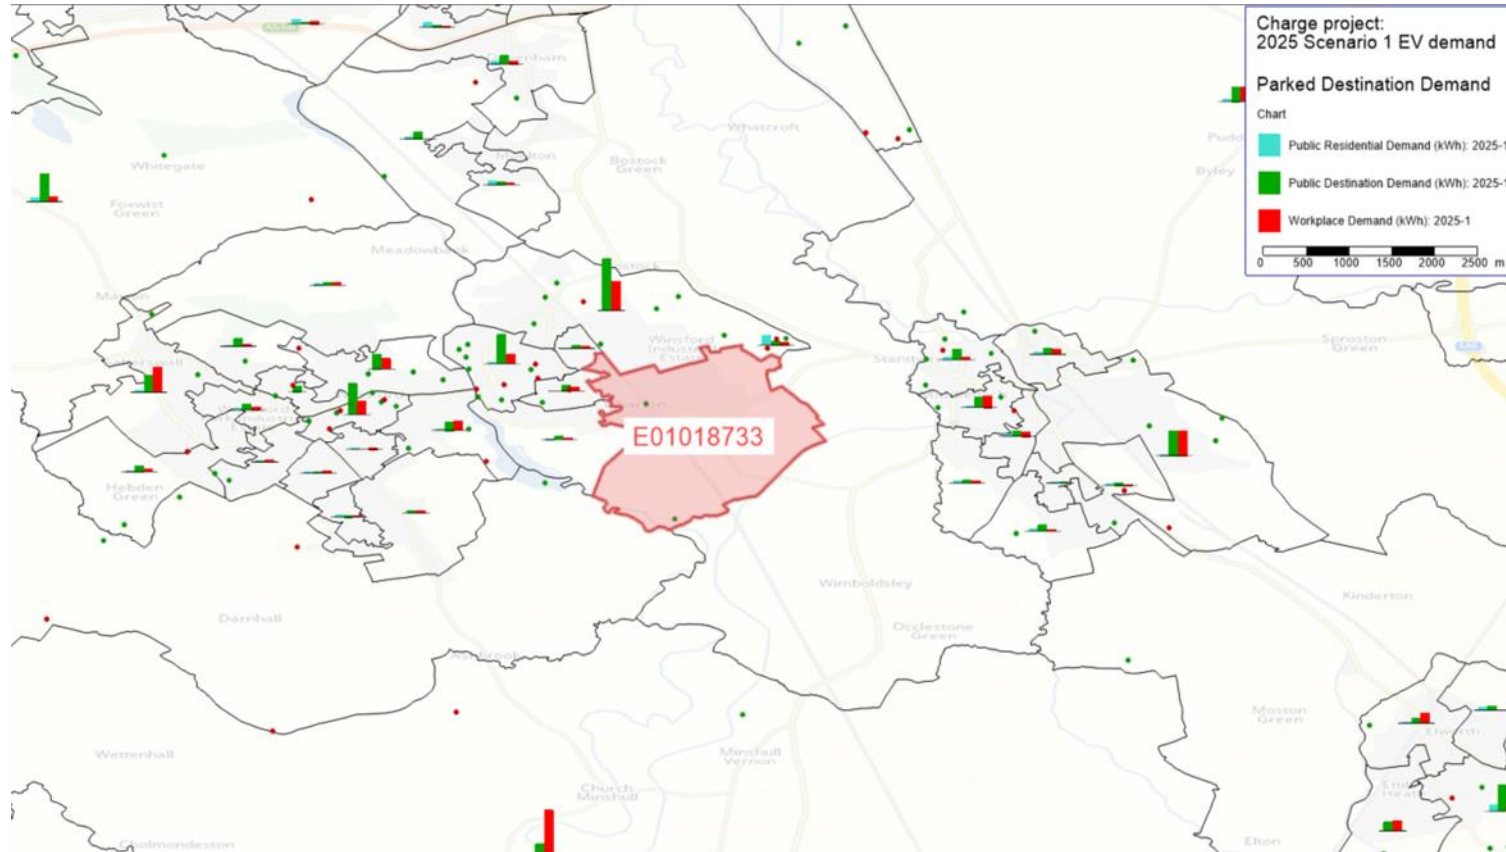 Charge project:
2025 Scenario 1 EV demand
Parked Destination Demand
Chart
Public Residential Demand (kWh): 2025-1
Public Destination Demand (kWh): 2025-1
Workplace Demand (kWh): 2025-1
0 500 1000 1500 2000 2500 m
Whatcroft
Moulton
Bostock
Green
Whitegate
Byley
Foxwist
Green
Meadowbank
Winsford
Industrial
Estate
Sproston
Green
E01018733
Hebden
Green
Wimboldsley
Kinderton
Darnhall
Occlestone
Green
Ashbrook
Moston
Green
Elworth
Wettenhall
Minshull
Vernon
Church
Minshull
Cholmondeston
Elton